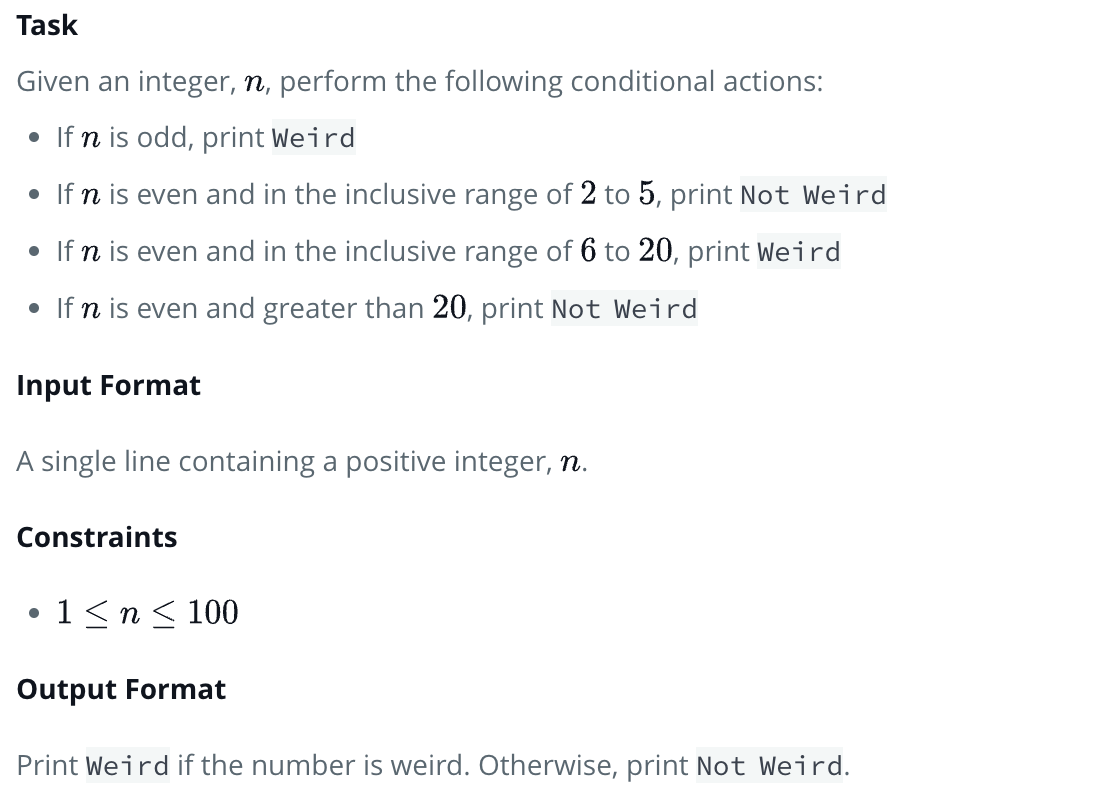 Task
Given an integer, n, perform the following conditional actions:
• If n is odd, print Weird
• If n is even and in the inclusive range of 2 to 5, print Not Weird
• If n is even and in the inclusive range of 6 to 20, print Weird
• If n is even and greater than 20, print Not Weird
Input Format
A single line containing a positive integer, n.
Constraints
• 1 ≤ n ≤ 100
Output Format
Print Weird if the number is weird. Otherwise, print Not Weird.